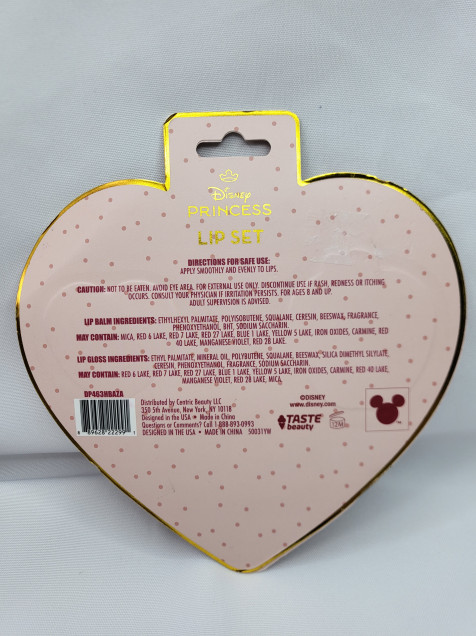 Disney
PRINCESS
LIP SET
DIRECTIONS FOR SAFE USE:
APPLY SMOOTHLY AND EVENLY TO LIPS.
CAUTION: NOT TO BE EATEN. AVOID EYE AREA. FOR EXTERNAL USE ONLY. DISCONTINUE USE IF RASH, REDNESS OR ITCHING
OCCURS. CONSULT YOUR PHYSICIAN IF IRRITATION PERSISTS. FOR AGES 8 AND UP.
ADULT SUPERVISION IS ADVISED.
LIP BALM INGREDIENTS: ETHYLHEXYL PALMITATE, POLYISOBUTENE, SQUALANE, CERESIN, BEESWAX, FRAGRANCE,
PHENOXYETHANOL, BHT, SODIUM SACCHARIN.
MAY CONTAIN: MICA, RED 6 LAKE, RED 7 LAKE, RED 27 LAKE, BLUE 1 LAKE, YELLOW 5 LAKE, IRON OXIDES, CARMINE, RED
40 LAKE, MANGANESE VIOLET, RED 28 LAKE.
LIP GLOSS INGREDIENTS: ETHYL PALMITATE, MINERAL OIL, POLYBUTENE, SQUALANE, BEESWAX, SILICA DIMETHYL SILYLATE,
CERESIN, PHENOXYETHANOL, FRAGRANCE, SODIUM SACCHARIN.
MAY CONTAIN: RED 6 LAKE, RED 7 LAKE, RED 27 LAKE, BLUE 1 LAKE, YELLOW 5 LAKE, IRON OXIDES, CARMINE, RED 40 LAKE,
MANGANESE VIOLET, RED 28 LAKE, MICA.
DP4638BAZA
Distributed by Centric Beauty LLC
350 5th Avenue, New York, NY 10118
Designed in the USA • Made in China
Questions or Comments? Call 1-888-893-0993
DESIGNED IN THE USA • MADE IN CHINA S00311W
©DISNEY
www.disney.com
TASTE
beauty
12M